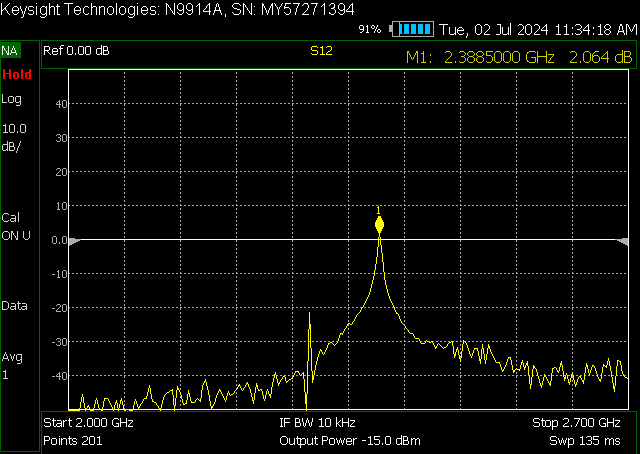 Keysight Technologies: N9914A, SN: MY57271394
91% Tue, 02 Jul 2024 11:34:18 AM
NA Ref 0.00 dB S12
M1: 2.3885000 GHz 2.064 dB
Hold
Log
10.0
dB/
Cal
ON U
Data
Avg
1
40
30
20
10
0.0
-10
-20
-30
-40
1
Start 2.000 GHz IF BW 10 kHz Stop 2.700 GHz
Points 201 Output Power -15.0 dBm Swp 135 ms